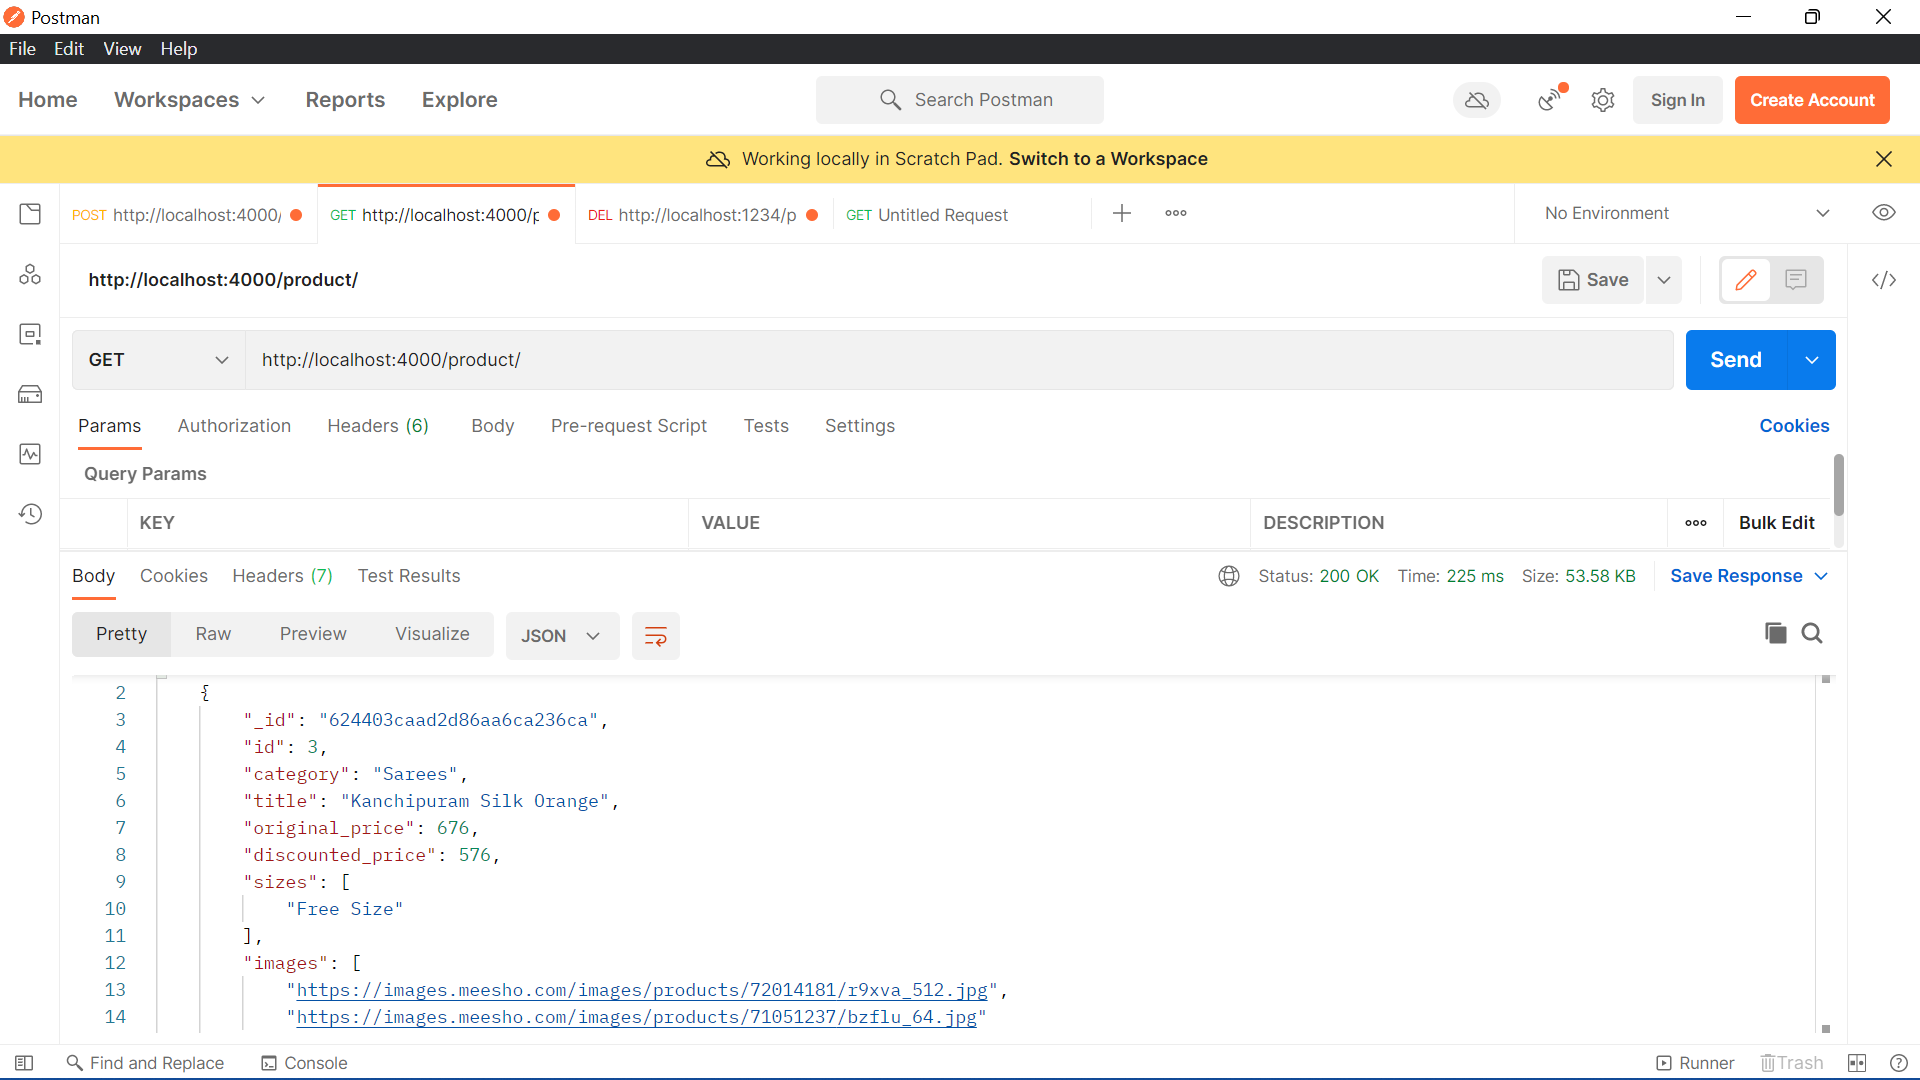 Postman
File Edit View Help
Home Workspaces Reports Explore Search Postman Sign In Create Account
Working locally in Scratch Pad. Switch to a Workspace
POST http://localhost:4000/ GET http://localhost:4000/p DEL http://localhost:1234/p GET Untitled Request No Environment
http://localhost:4000/product/ Save
GET http://localhost:4000/product/ Send
Params Authorization Headers (6) Body Pre-request Script Tests Settings Cookies
Query Params
KEY VALUE DESCRIPTION Bulk Edit
Body Cookies Headers (7) Test Results Status: 200 OK Time: 225 ms Size: 53.58 KB Save Response
Pretty Raw Preview Visualize JSON
2 {
3 "_id": "624403caad2d86aa6ca236ca",
4 "id": 3,
5 "category": "Sarees",
6 "title": "Kanchipuram Silk Orange",
7 "original_price": 676,
8 "discounted_price": 576,
9 "sizes": [
10 "Free Size"
11 ],
12 "images": [
13 "https://images.meesho.com/images/products/72014181/r9xva_512.jpg",
14 "https://images.meesho.com/images/products/71051237/bzflu_64.jpg"
Find and Replace Console Runner Trash